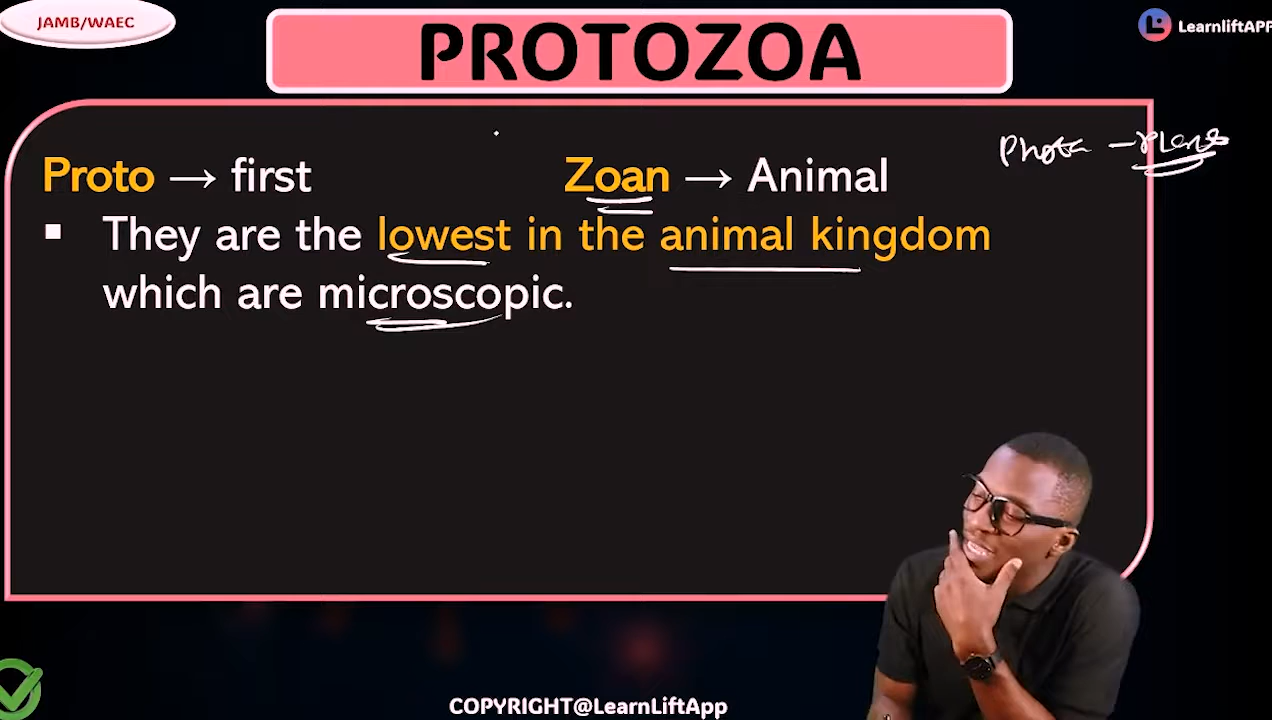 JAMB/WAEC
PROTOZOA
LearnliftAPP
Proto → first
Zoan → Animal
▪ They are the lowest in the animal kingdom
which are microscopic.
COPYRIGHT@LearnLiftApp